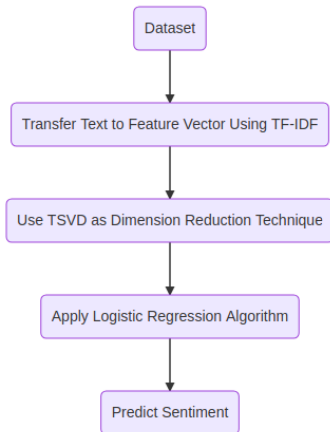 Dataset
Transfer Text to Feature Vector Using TF-IDF
Use TSVD as Dimension Reduction Technique
Apply Logistic Regression Algorithm
Predict Sentiment